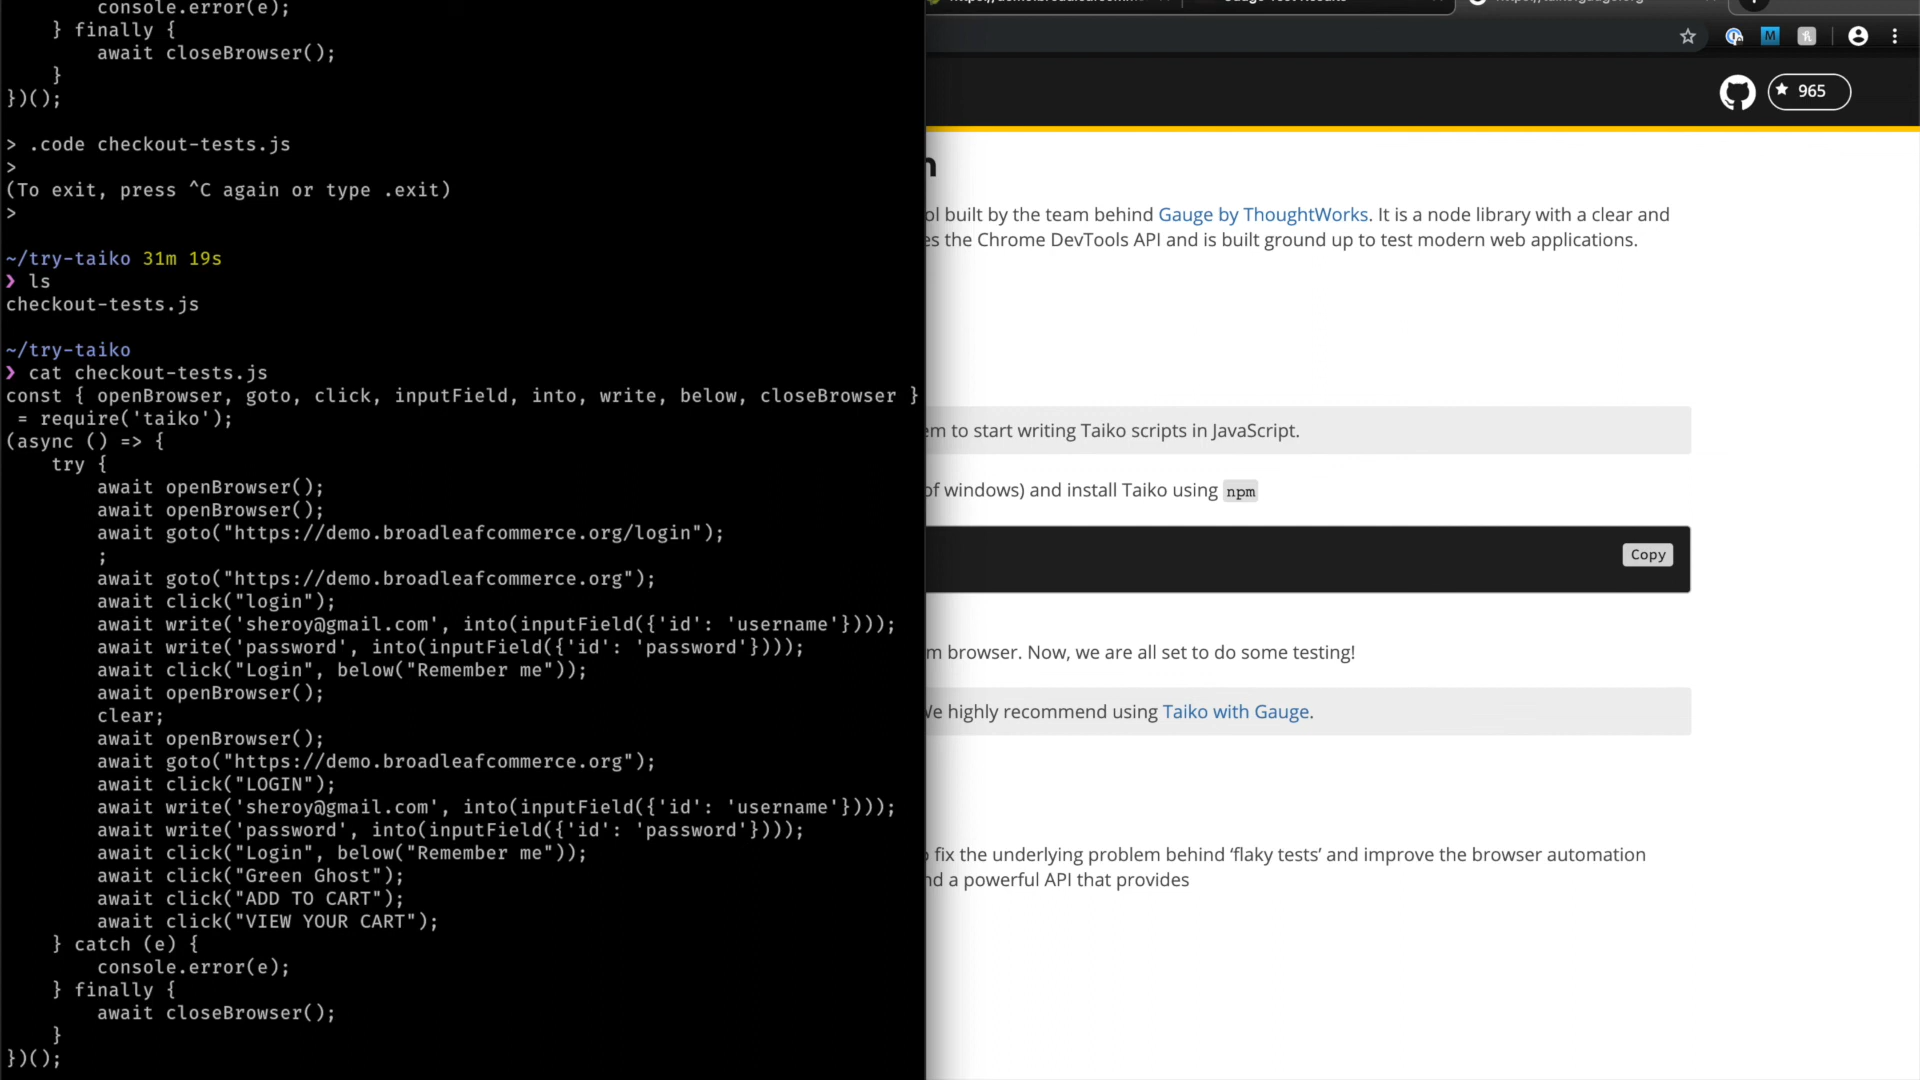 console.error(e);
} finally {
await closeBrowser();
}
})();
> .code checkout-tests.js
>
(To exit, press ^C again or type .exit)
>
~/try-taiko 31m 19s
❯ ls
checkout-tests.js
~/try-taiko
❯ cat checkout-tests.js
const { openBrowser, goto, click, inputField, into, write, below, closeBrowser }
= require('taiko');
(async () => {
try {
await openBrowser();
await openBrowser();
await goto("https://demo.broadleafcommerce.org/login");
;
await goto("https://demo.broadleafcommerce.org");
await click("login");
await write('sheroy@gmail.com', into(inputField({'id': 'username'})));
await write('password', into(inputField({'id': 'password'})));
await click("Login", below("Remember me"));
await openBrowser();
clear;
await openBrowser();
await goto("https://demo.broadleafcommerce.org");
await click("LOGIN");
await write('sheroy@gmail.com', into(inputField({'id': 'username'})));
await write('password', into(inputField({'id': 'password'})));
await click("Login", below("Remember me"));
await click("Green Ghost");
await click("ADD TO CART");
await click("VIEW YOUR CART");
} catch (e) {
console.error(e);
} finally {
await closeBrowser();
}
})();
M
965
n
ol built by the team behind Gauge by ThoughtWorks. It is a node library with a clear and
es the Chrome DevTools API and is built ground up to test modern web applications.
em to start writing Taiko scripts in JavaScript.
of windows) and install Taiko using npm
Copy
m browser. Now, we are all set to do some testing!
We highly recommend using Taiko with Gauge.
o fix the underlying problem behind ‘flaky tests’ and improve the browser automation
nd a powerful API that provides